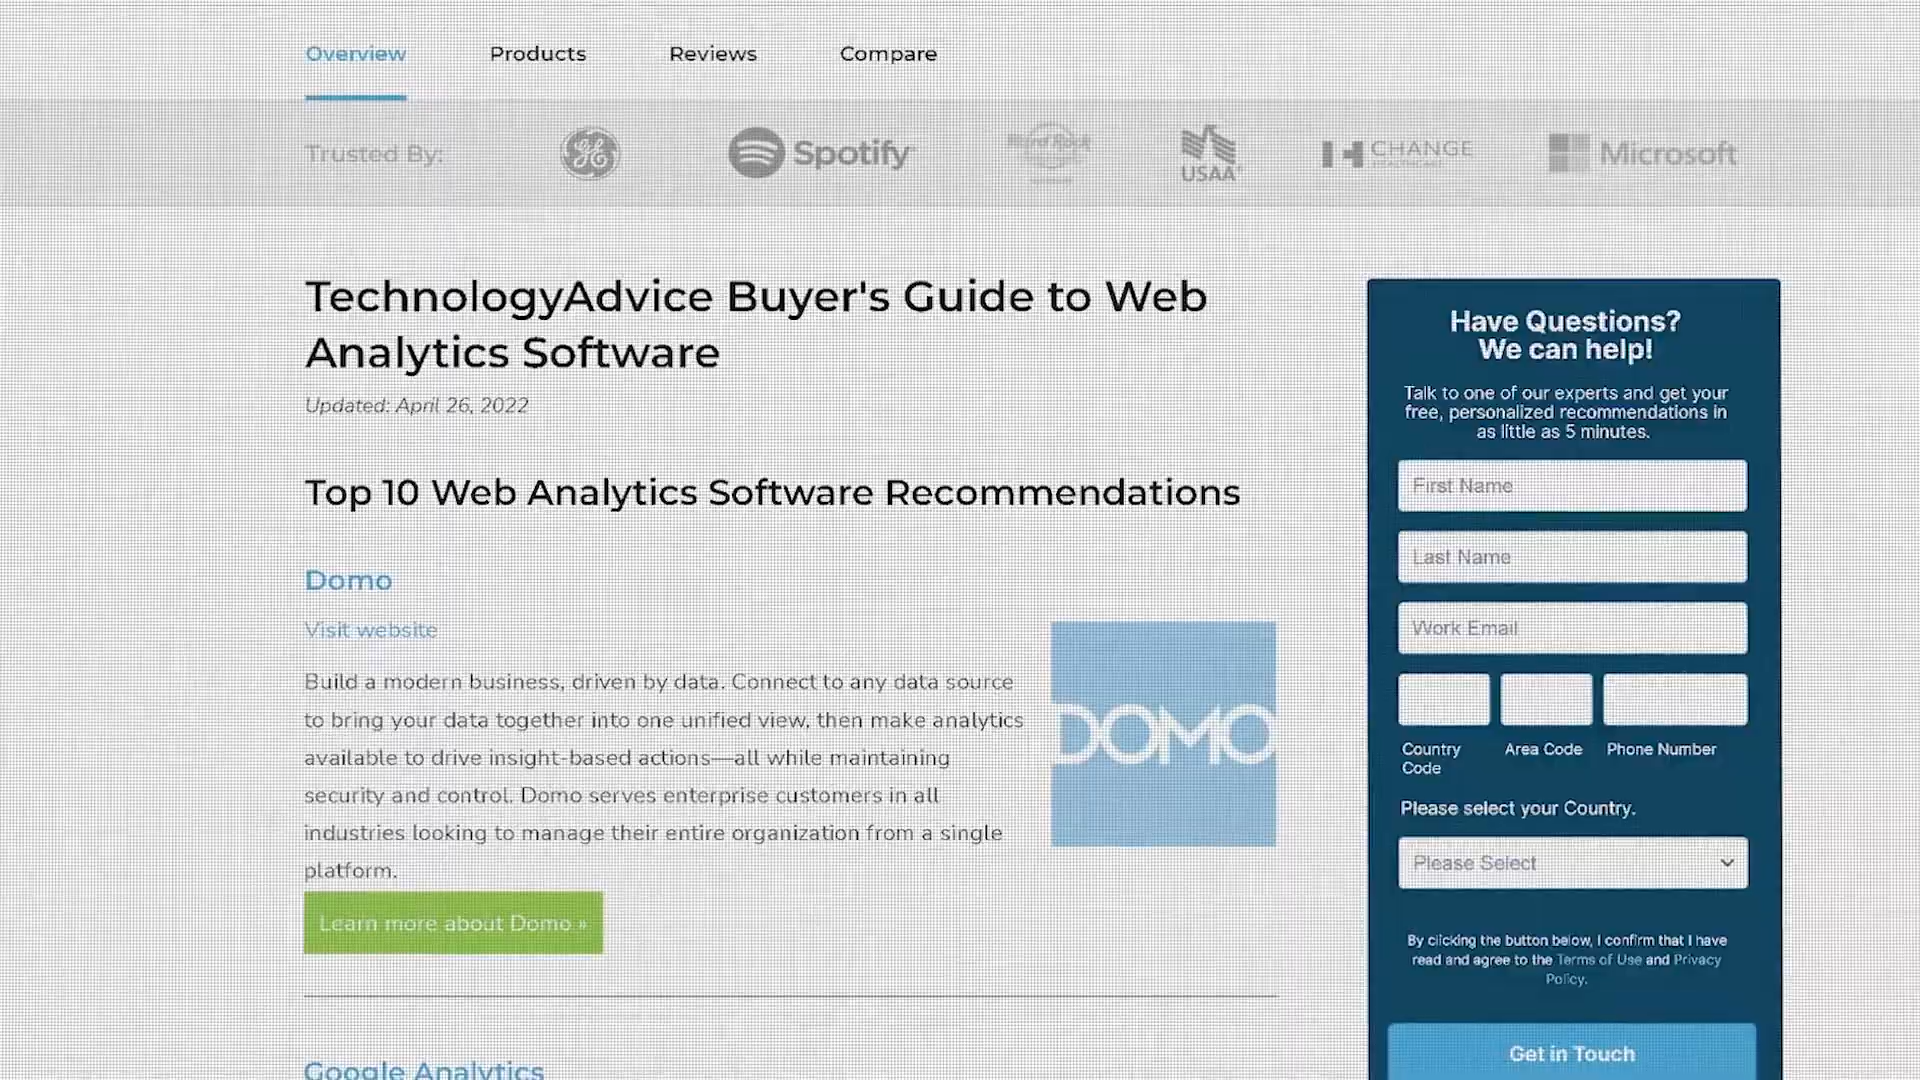 Overview Products Reviews Compare
Trusted By: Spotify Hard Rock USAA CHANGE HEALTHCARE Microsoft
TechnologyAdvice Buyer's Guide to Web
Analytics Software
Updated: April 26, 2022
Top 10 Web Analytics Software Recommendations
Domo
Visit website
Build a modern business, driven by data. Connect to any data source
to bring your data together into one unified view, then make analytics
available to drive insight-based actions—all while maintaining
security and control. Domo serves enterprise customers in all
industries looking to manage their entire organization from a single
platform.
DOMO
Learn more about Domo »
Google Analytics
Have Questions?
We can help!
Talk to one of our experts and get your
free, personalized recommendations in
as little as 5 minutes.
First Name
Last Name
Work Email
Country
Code
Area Code
Phone Number
Please select your Country.
Please Select
By clicking the button below, I confirm that I have
read and agree to the Terms of Use and Privacy
Policy.
Get in Touch